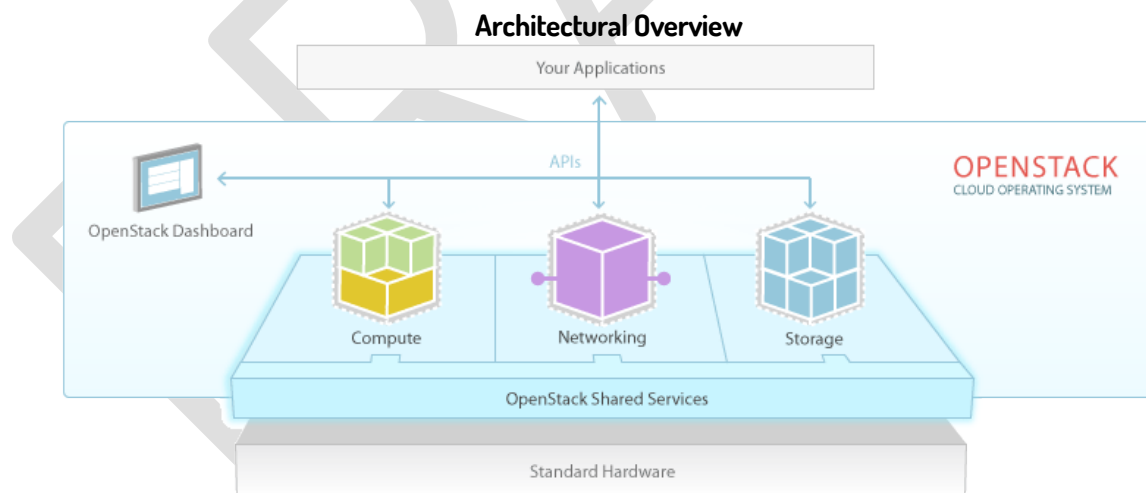 Architectural Overview
Your Applications
APIs
OPENSTACK
CLOUD OPERATING SYSTEM
OpenStack Dashboard
Compute
Networking
Storage
OpenStack Shared Services
Standard Hardware